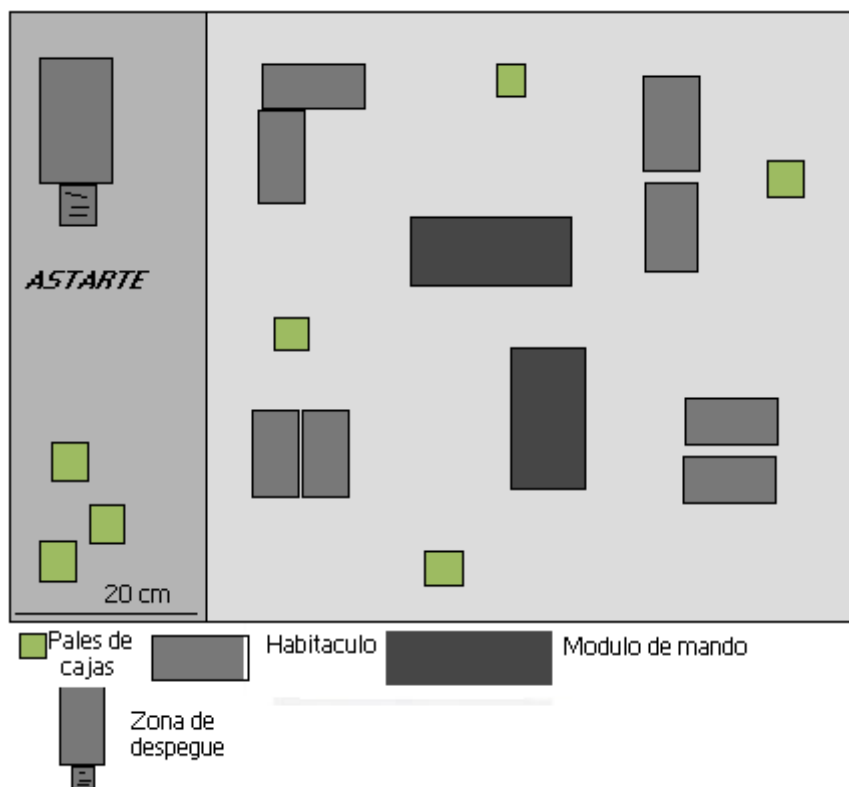 ASTARTE
20 cm
Pales de
cajas
Habitaculo
Modulo de mando
Zona de
despegue